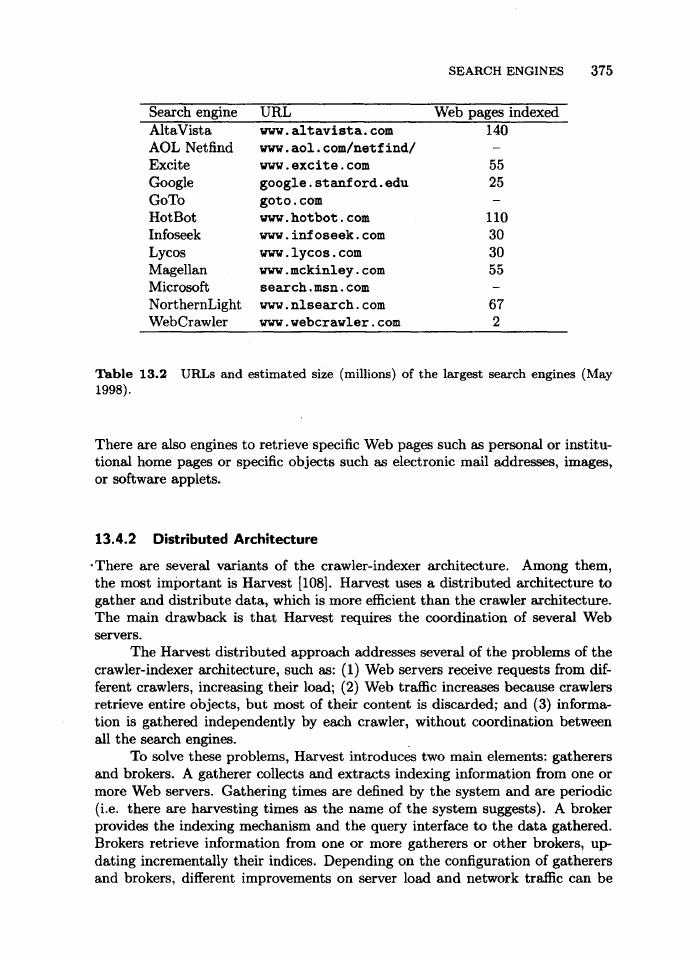 SEARCH ENGINES 375
Search engine URL Web pages indexed
AltaVista www.altavista.com 140
AOL Netfind www.aol.com/netfind/ –
Excite www.excite.com 55
Google google.stanford.edu 25
GoTo goto.com –
HotBot www.hotbot.com 110
Infoseek www.infoseek.com 30
Lycos www.lycos.com 30
Magellan www.mckinley.com 55
Microsoft search.msn.com –
NorthernLight www.nlsearch.com 67
WebCrawler www.webcrawler.com 2
Table 13.2 URLs and estimated size (millions) of the largest search engines (May
1998).
There are also engines to retrieve specific Web pages such as personal or institu-
tional home pages or specific objects such as electronic mail addresses, images,
or software applets.
13.4.2 Distributed Architecture
There are several variants of the crawler-indexer architecture. Among them,
the most important is Harvest [108]. Harvest uses a distributed architecture to
gather and distribute data, which is more efficient than the crawler architecture.
The main drawback is that Harvest requires the coordination of several Web
servers.
The Harvest distributed approach addresses several of the problems of the
crawler-indexer architecture, such as: (1) Web servers receive requests from dif-
ferent crawlers, increasing their load; (2) Web traffic increases because crawlers
retrieve entire objects, but most of their content is discarded; and (3) informa-
tion is gathered independently by each crawler, without coordination between
all the search engines.
To solve these problems, Harvest introduces two main elements: gatherers
and brokers. A gatherer collects and extracts indexing information from one or
more Web servers. Gathering times are defined by the system and are periodic
(i.e. there are harvesting times as the name of the system suggests). A broker
provides the indexing mechanism and the query interface to the data gathered.
Brokers retrieve information from one or more gatherers or other brokers, up-
dating incrementally their indices. Depending on the configuration of gatherers
and brokers, different improvements on server load and network traffic can be